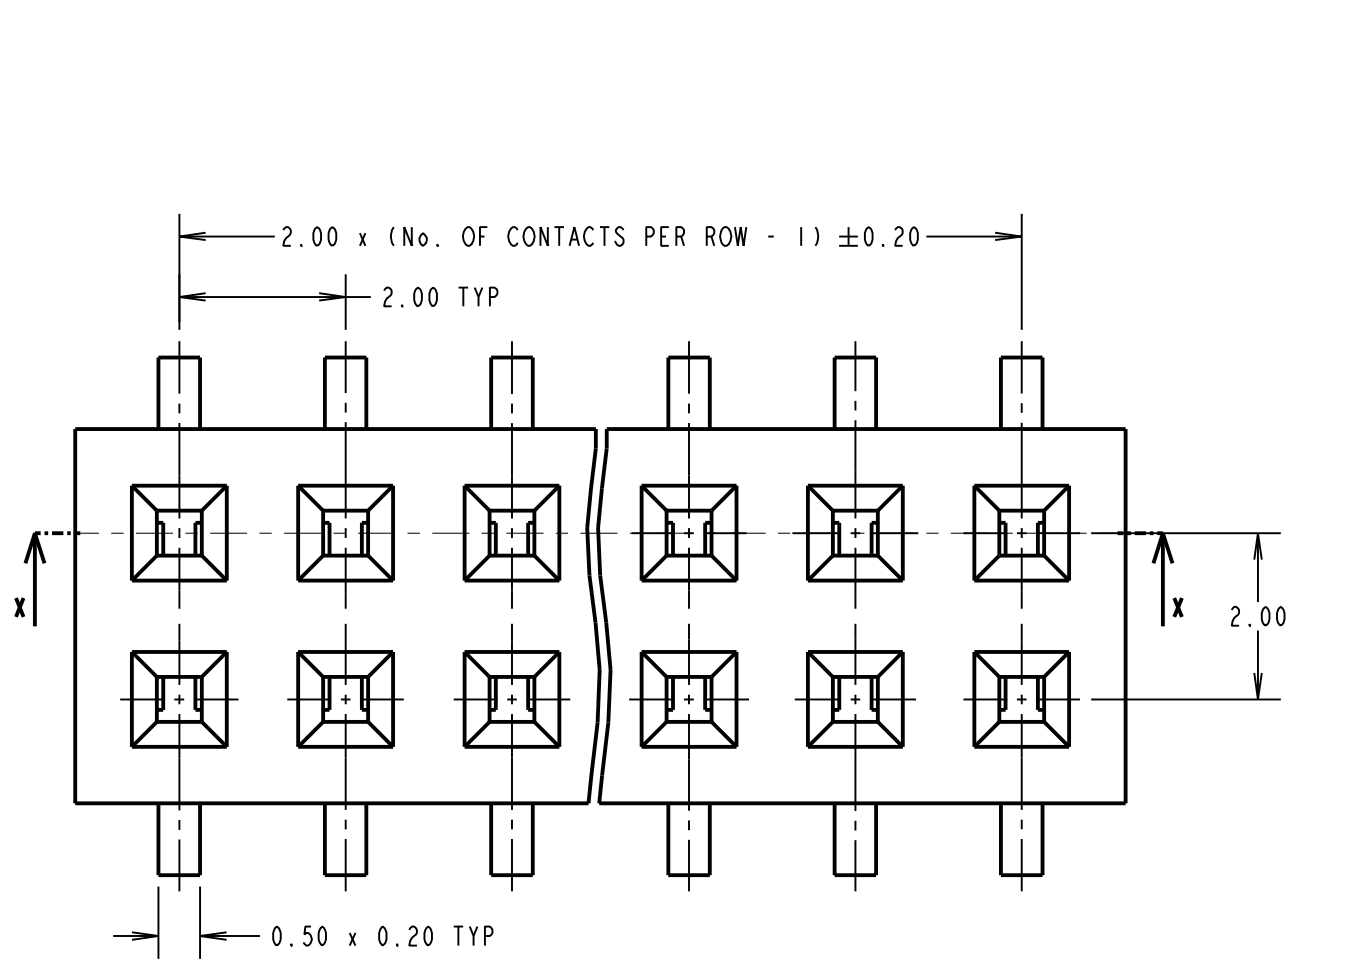 2.00 x (No. OF CONTACTS PER ROW - 1) ±0.20
2.00 TYP
x
x
2.00
0.50 x 0.20 TYP